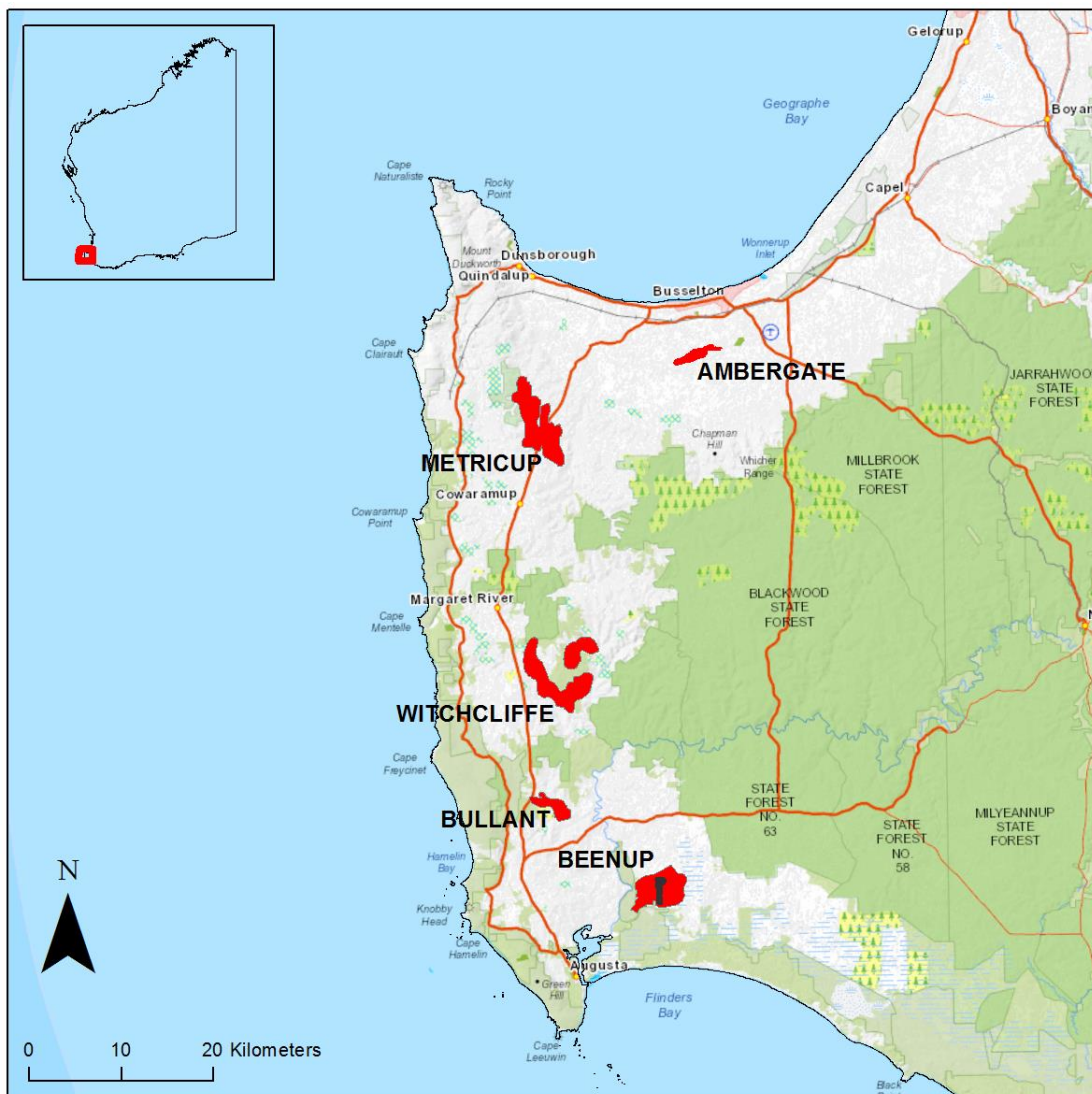 Gelorup
Geographe
Bay
Boyan
Cape
Naturaliste
Rocky
Point
Capel
Mount
Duckworth
Dunsborough
Quindalup
Wonnerup
Inlet
Busselton
Cape
Clairault
AMBERGATE
JARRAHWOOD
STATE
FOREST
Chapman
Hill
METRICUP
Whicher
Range
MILLBROOK
STATE
FOREST
Cowaramup
Cowaramup
Point
BLACKWOOD
STATE
FOREST
Margaret River
Cape
Mentelle
N
WITCHCLIFFE
Cape
Freycinet
STATE
FOREST
NO.
63
BULLANT
STATE
FOREST
NO.
58
MILYEANNUP
STATE
FOREST
BEENUP
Hamelin
Bay
N
Knobby
Head
Cape
Hamelin
Augusta
Green
Hill
Flinders
Bay
Cape
Leeuwin
0 10 20 Kilometers
Black